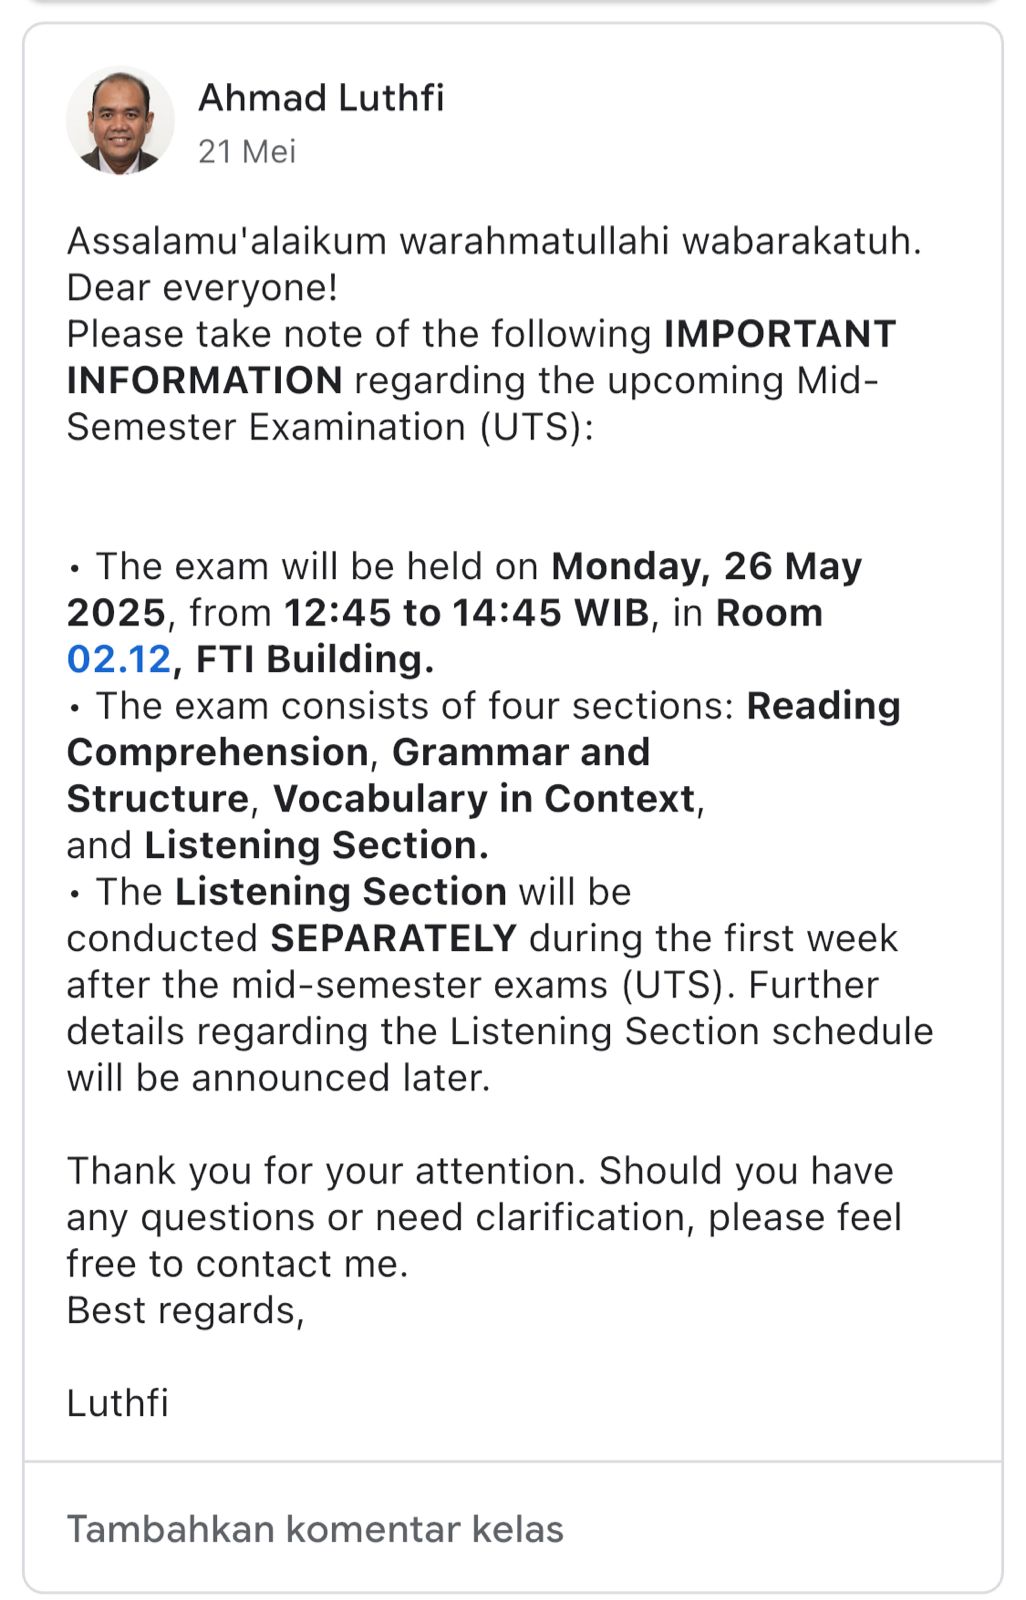 Ahmad Luthfi
21 Mei
Assalamu'alaikum warahmatullahi wabarakatuh.
Dear everyone!
Please take note of the following IMPORTANT
INFORMATION regarding the upcoming Mid-
Semester Examination (UTS):
• The exam will be held on Monday, 26 May
2025, from 12:45 to 14:45 WIB, in Room
02.12, FTI Building.
• The exam consists of four sections: Reading
Comprehension, Grammar and
Structure, Vocabulary in Context,
and Listening Section.
• The Listening Section will be
conducted SEPARATELY during the first week
after the mid-semester exams (UTS). Further
details regarding the Listening Section schedule
will be announced later.
Thank you for your attention. Should you have
any questions or need clarification, please feel
free to contact me.
Best regards,
Luthfi
Tambahkan komentar kelas